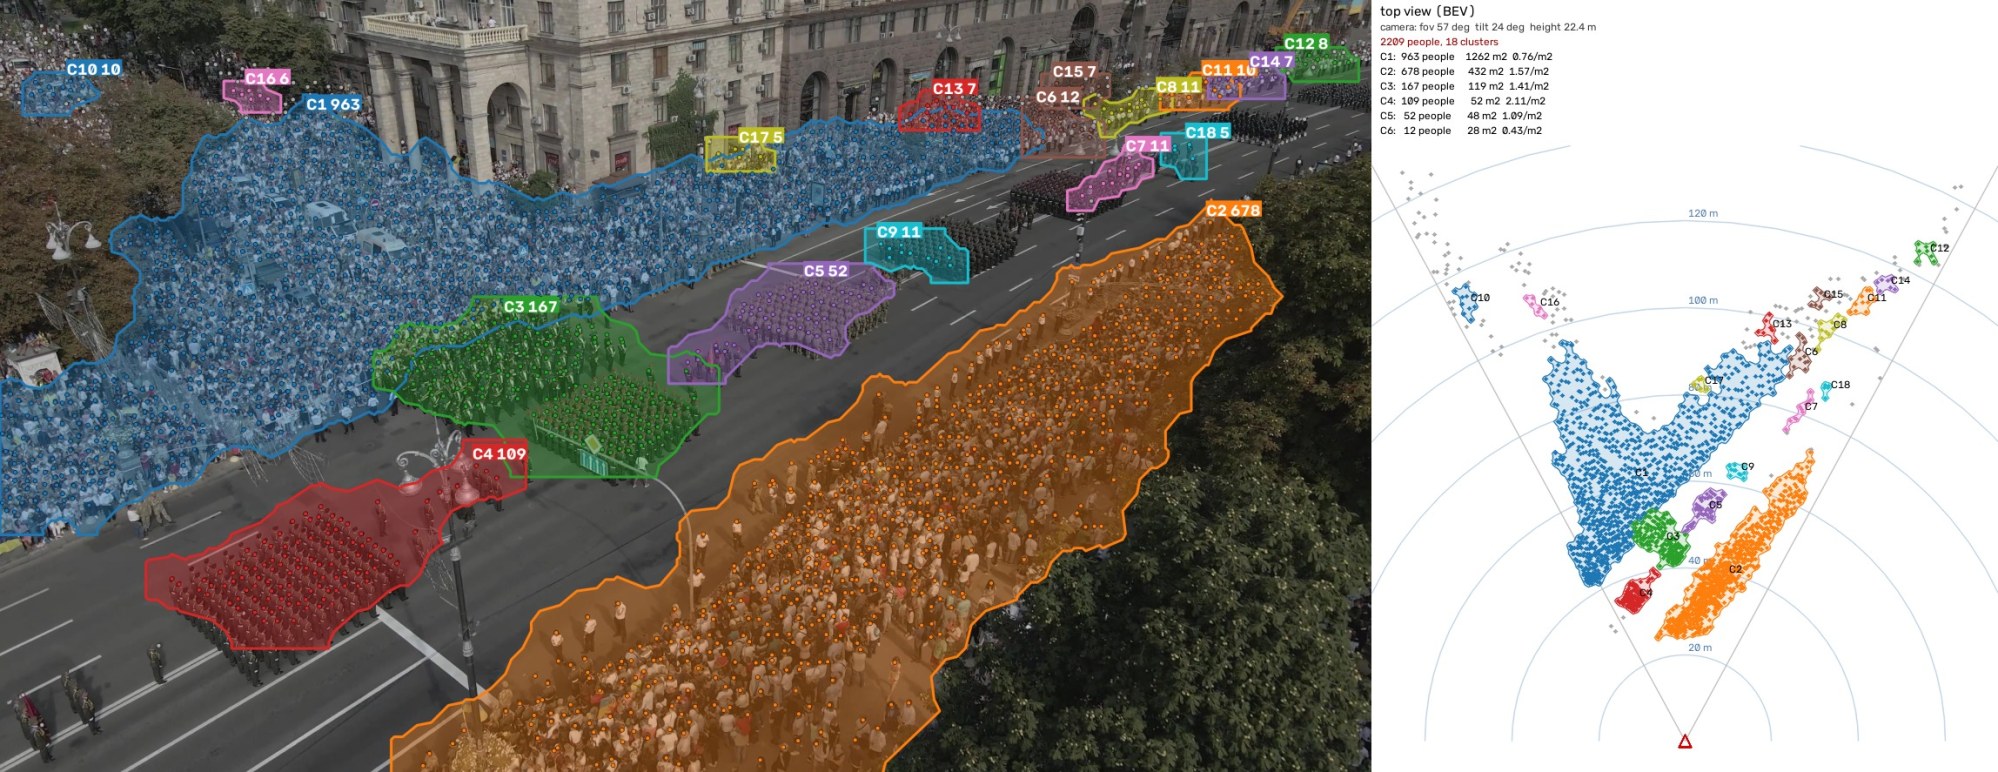 C10 10
C16 6
C1 963
C17 5
C13 7
C15 7
C6 12
C8 11
C11 10
C14 7
C12 8
C18 5
C7 11
C2 678
C9 11
C5 52
C3 167
C4 109
top view (BEV)
camera: fov 57 deg tilt 24 deg height 22.4 m
2209 people, 18 clusters
C1: 963 people 1262 m2 0.76/m2
C2: 678 people 432 m2 1.57/m2
C3: 167 people 119 m2 1.41/m2
C4: 109 people 52 m2 2.11/m2
C5: 52 people 48 m2 1.09/m2
C6: 12 people 28 m2 0.43/m2
120 m
C12
C14
C10
C16
100 m
C15
C11
C13
C8
C6
C17
80 m
C18
C7
C1
60 m
C9
C5
C3
40 m
C2
C4
20 m